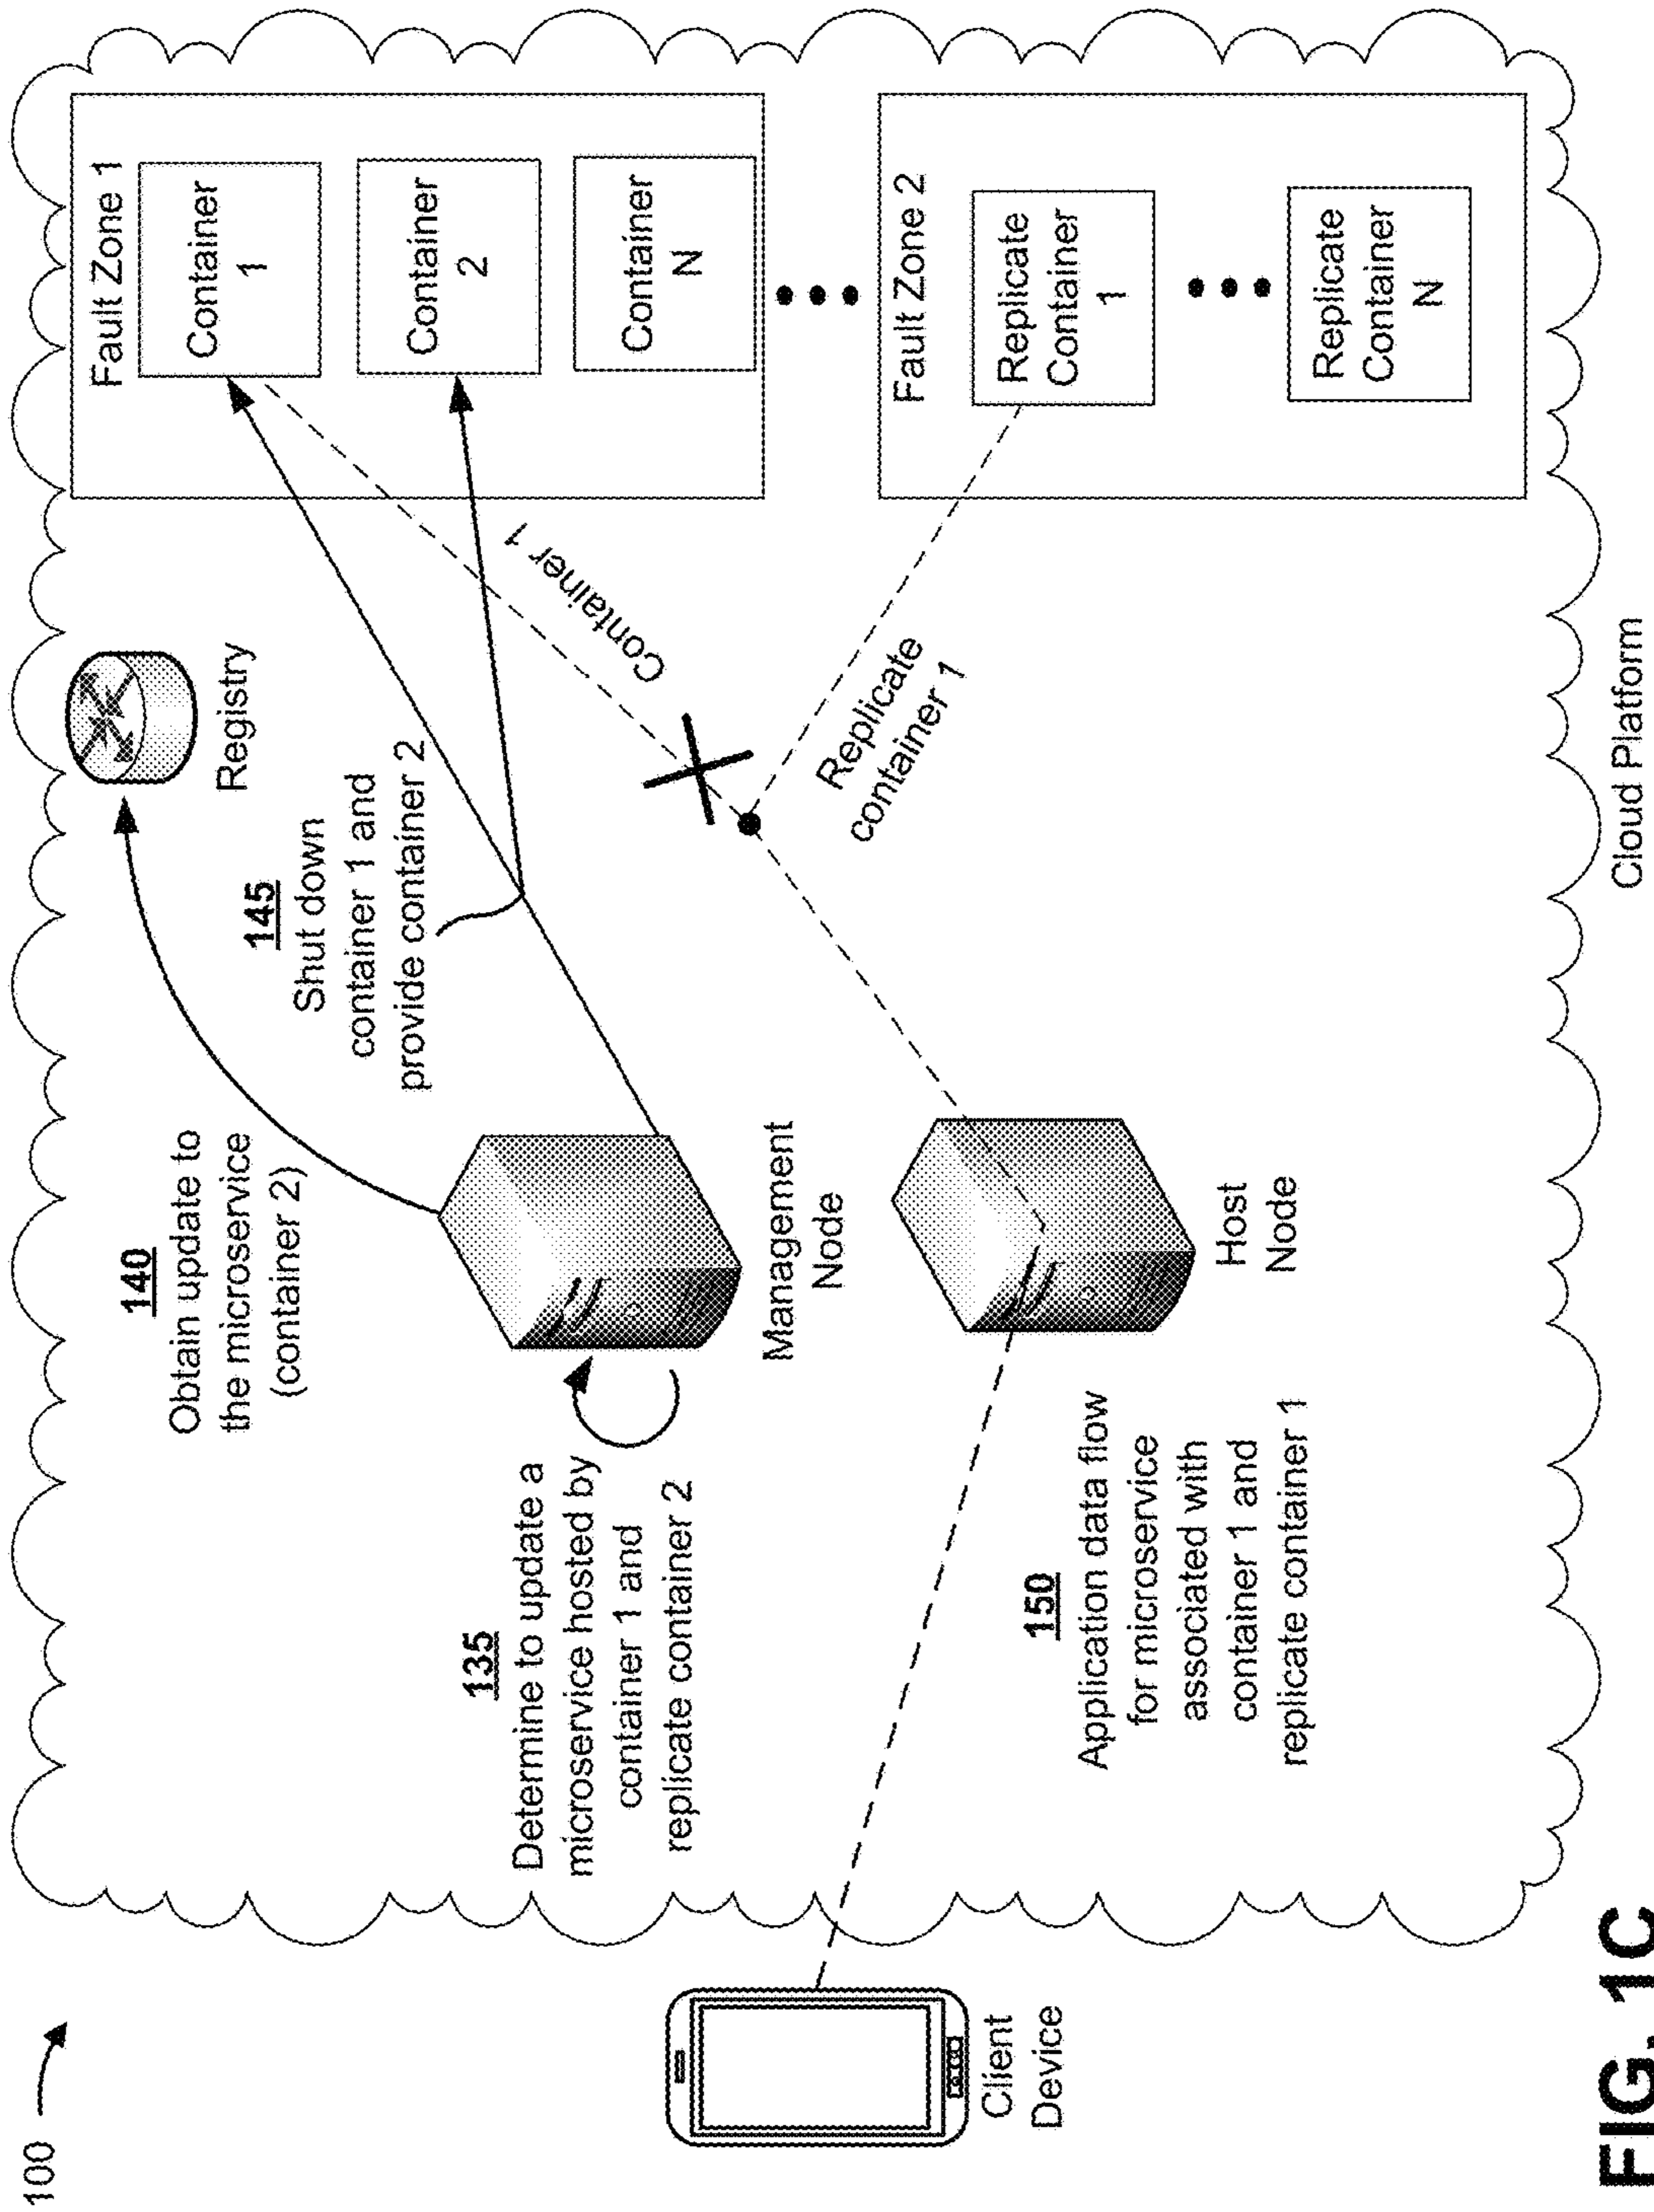 100
140
Obtain update to
the microservice
(container 2)
Registry
145
Shut down
container 1 and
provide container 2
135
Determine to update a
microservice hosted by
container 1 and
replicate container 2
Management
Node
Container 1
Replicate
container 1
Fault Zone 1
Container
1
Container
2
Container
N
Fault Zone 2
Replicate
Container
1
Replicate
Container
N
Client
Device
150
Application data flow
for microservice
associated with
container 1 and
replicate container 1
Host
Node
Cloud Platform
FIG. 1C